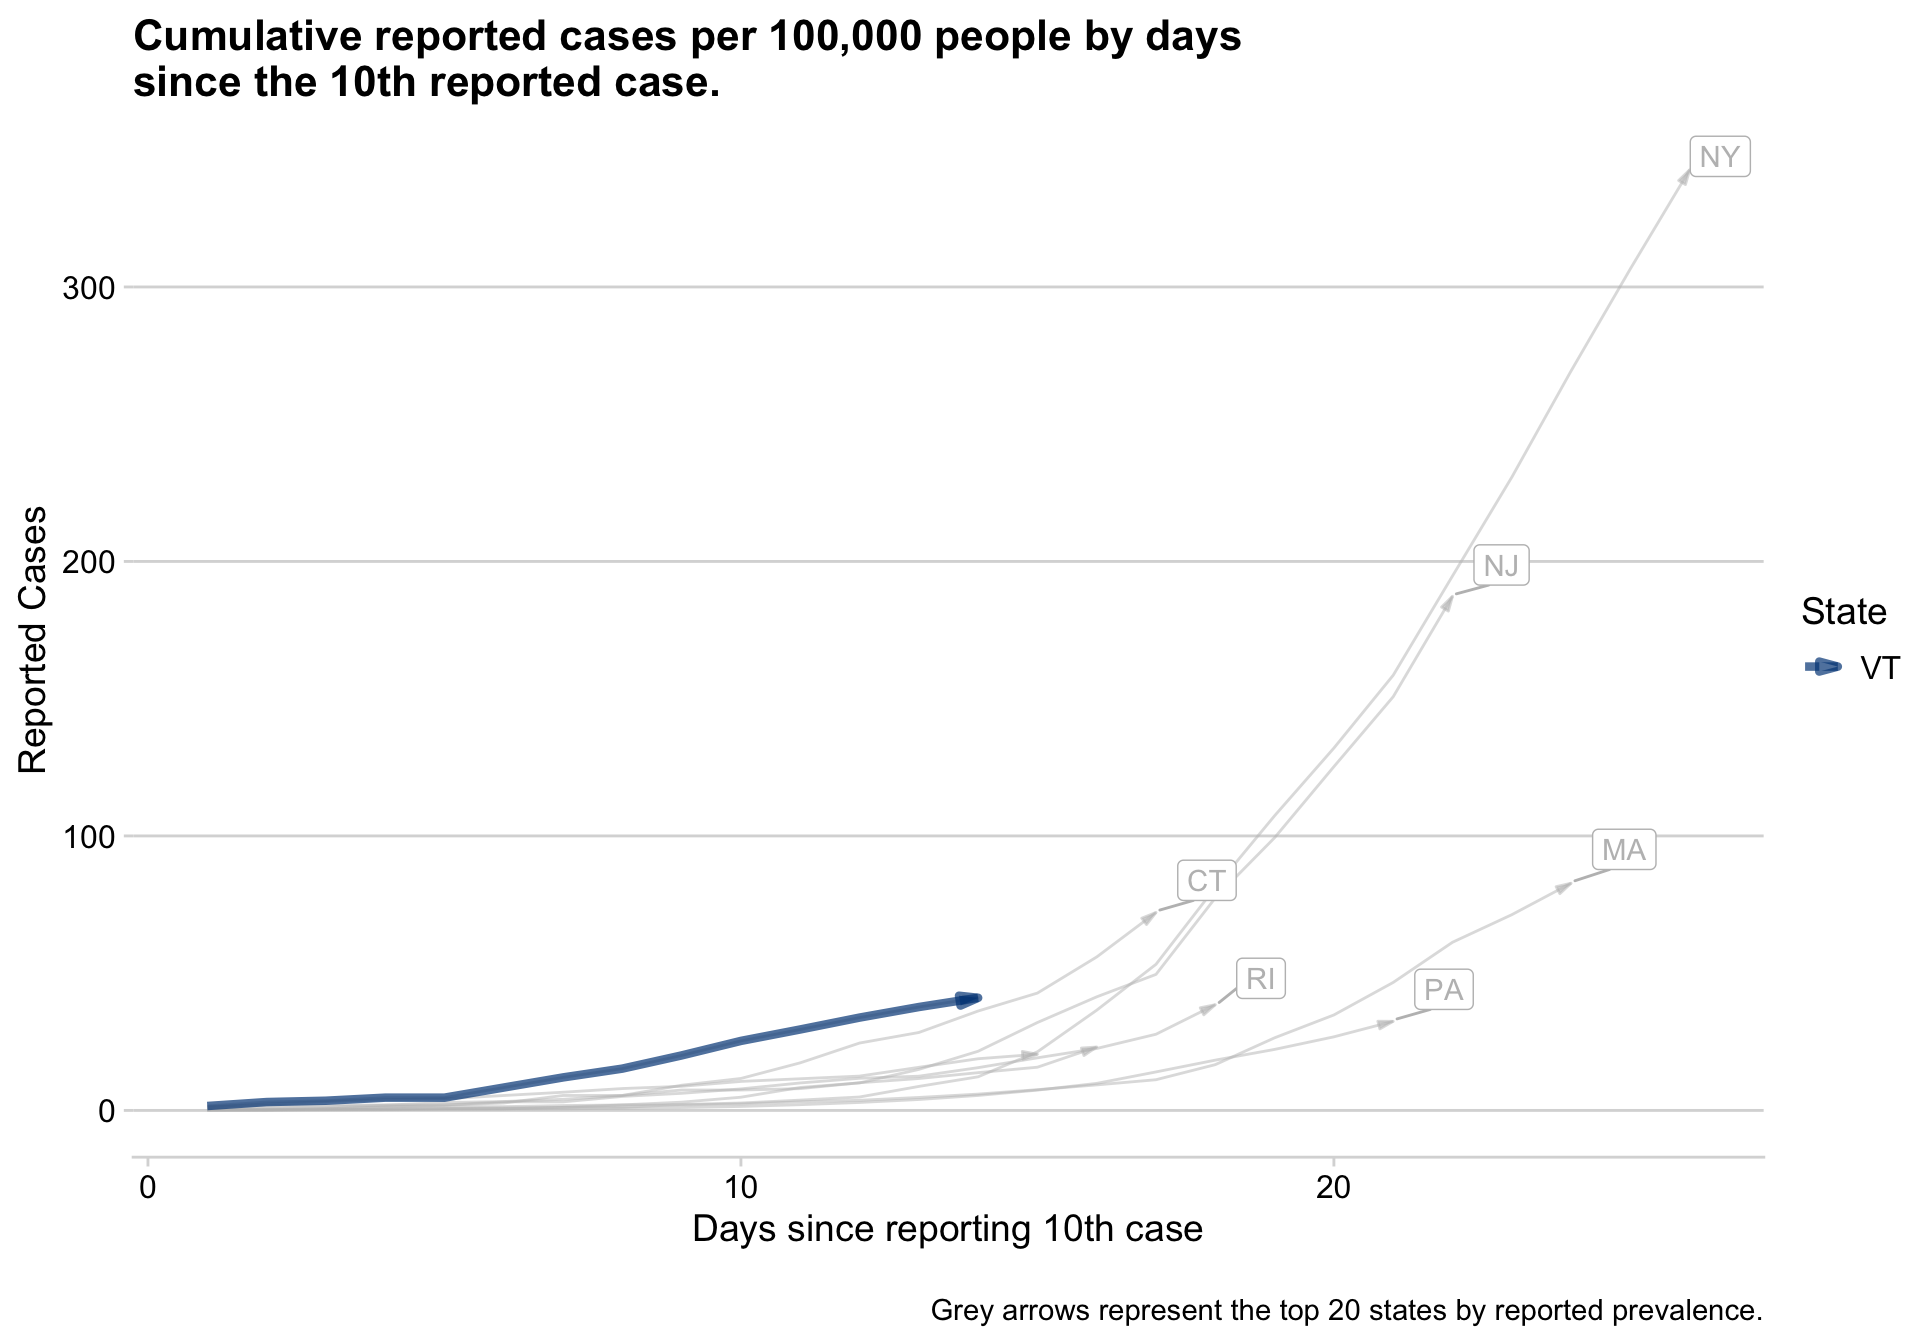 Cumulative reported cases per 100,000 people by days
since the 10th reported case.
NY
300
NJ
200
Reported Cases
State
VT
MA
100
CT
RI
PA
0
0 10 20
Days since reporting 10th case
Grey arrows represent the top 20 states by reported prevalence.